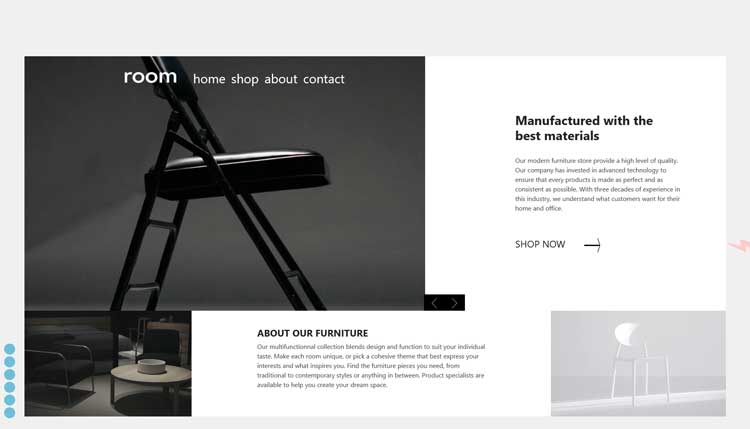 room
home shop about contact
Manufactured with the
best materials
Our modern furniture store provide a high level of quality.
Our company has invested in advanced technology to
ensure that every products is made as perfect and as
consistent as possible. With three decades of experience in
this industry, we understand what customers want for their
home and office.
SHOP NOW
ABOUT OUR FURNITURE
Our multifunctionnal collection blends design and function to suit your individual
taste. Make each room unique, or pick a cohesive theme that best express your
interests and what inspires you. Find the furniture pieces you need, from
traditional to contemporary styles or anything in between. Product specialists are
available to help you create your dream space.